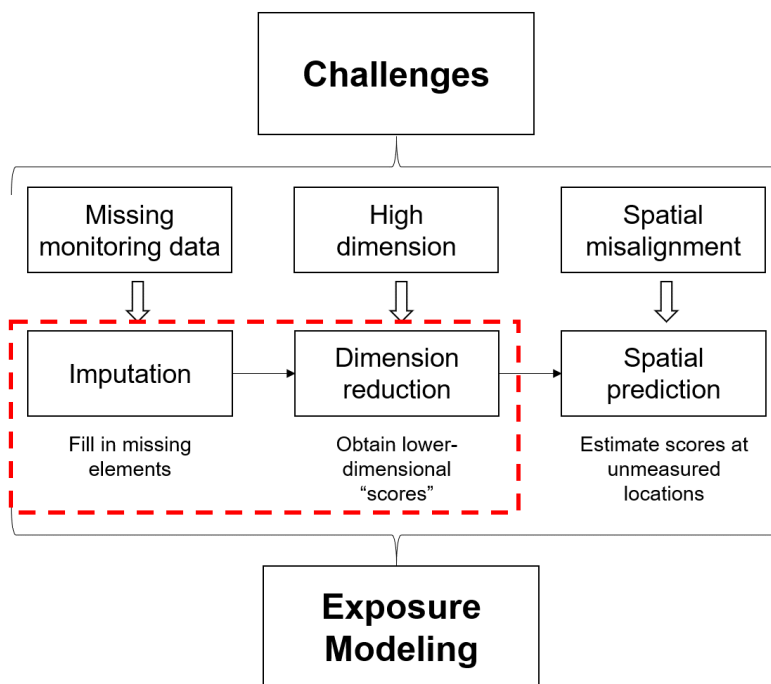 Challenges
Missing
monitoring data
High
dimension
Spatial
misalignment
Imputation
Dimension
reduction
Spatial
prediction
Fill in missing
elements
Obtain lower-
dimensional
“scores”
Estimate scores at
unmeasured
locations
Exposure
Modeling